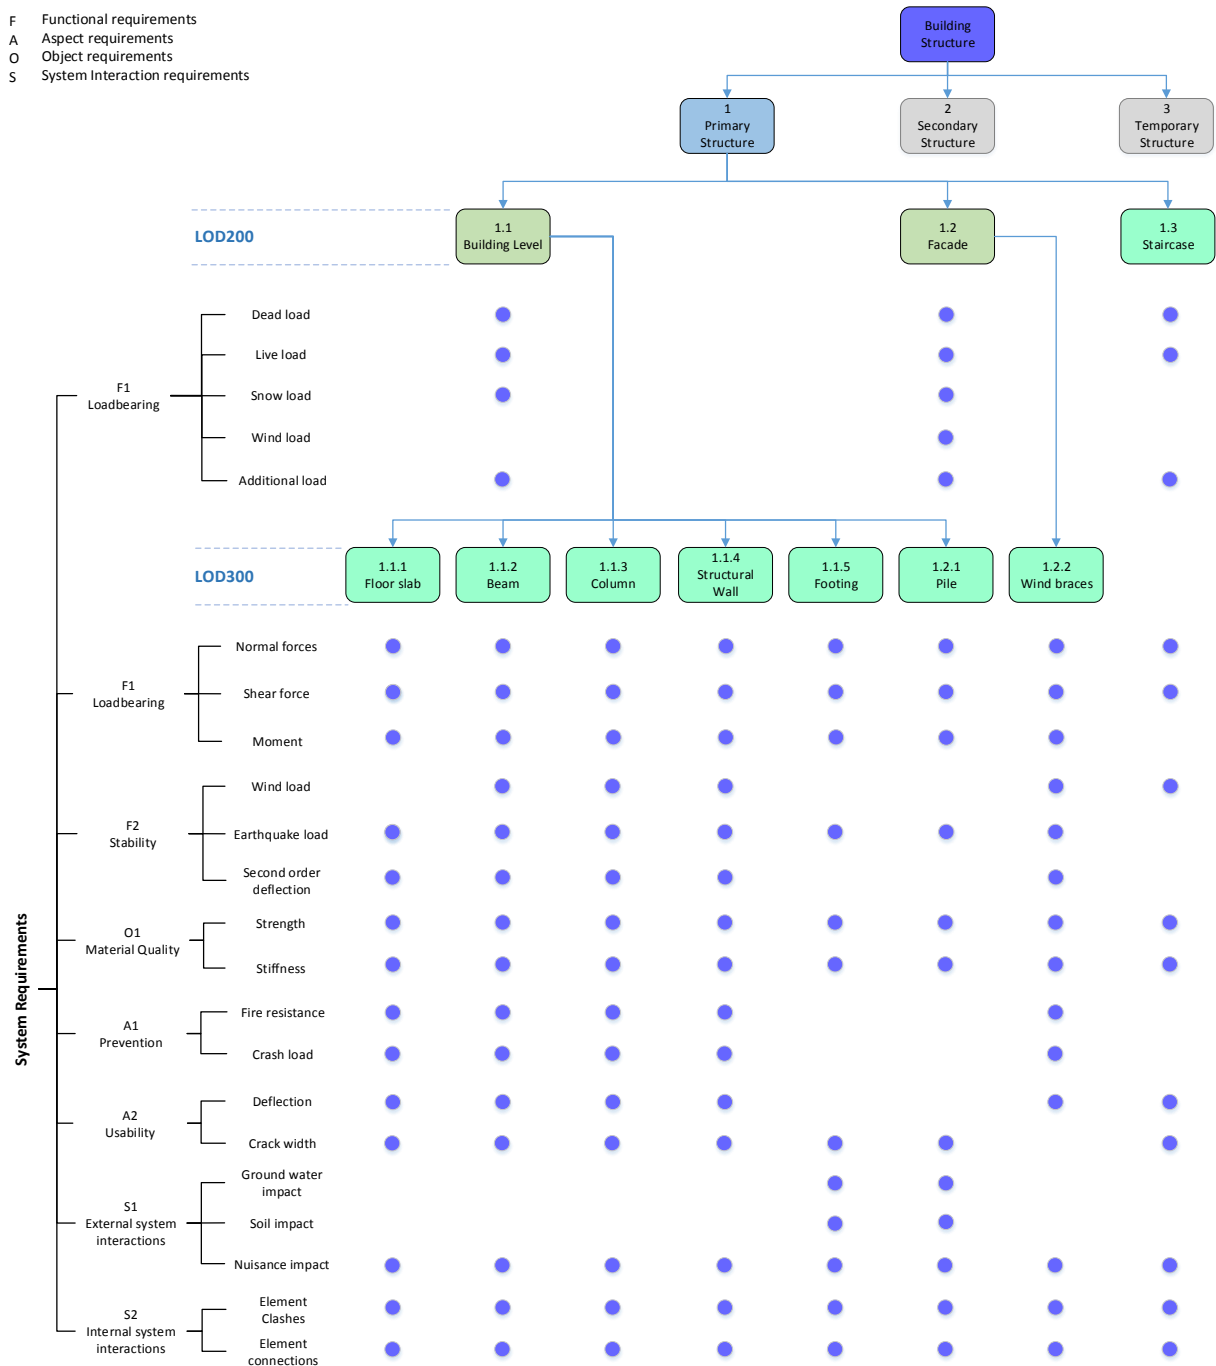 F Functional requirements
A Aspect requirements
O Object requirements
S System Interaction requirements
Building
Structure
1
Primary
Structure
2
Secondary
Structure
3
Temporary
Structure
LOD200
1.1
Building Level
1.2
Facade
1.3
Staircase
F1
Loadbearing
Dead load
Live load
Snow load
Wind load
Additional load
LOD300
1.1.1
Floor slab
1.1.2
Beam
1.1.3
Column
1.1.4
Structural
Wall
1.1.5
Footing
1.2.1
Pile
1.2.2
Wind braces
System Requirements
F1
Loadbearing
Normal forces
Shear force
Moment
F2
Stability
Wind load
Earthquake load
Second order
deflection
O1
Material Quality
Strength
Stiffness
A1
Prevention
Fire resistance
Crash load
A2
Usability
Deflection
Crack width
S1
External system
interactions
Ground water
impact
Soil impact
Nuisance impact
S2
Internal system
interactions
Element
Clashes
Element
connections